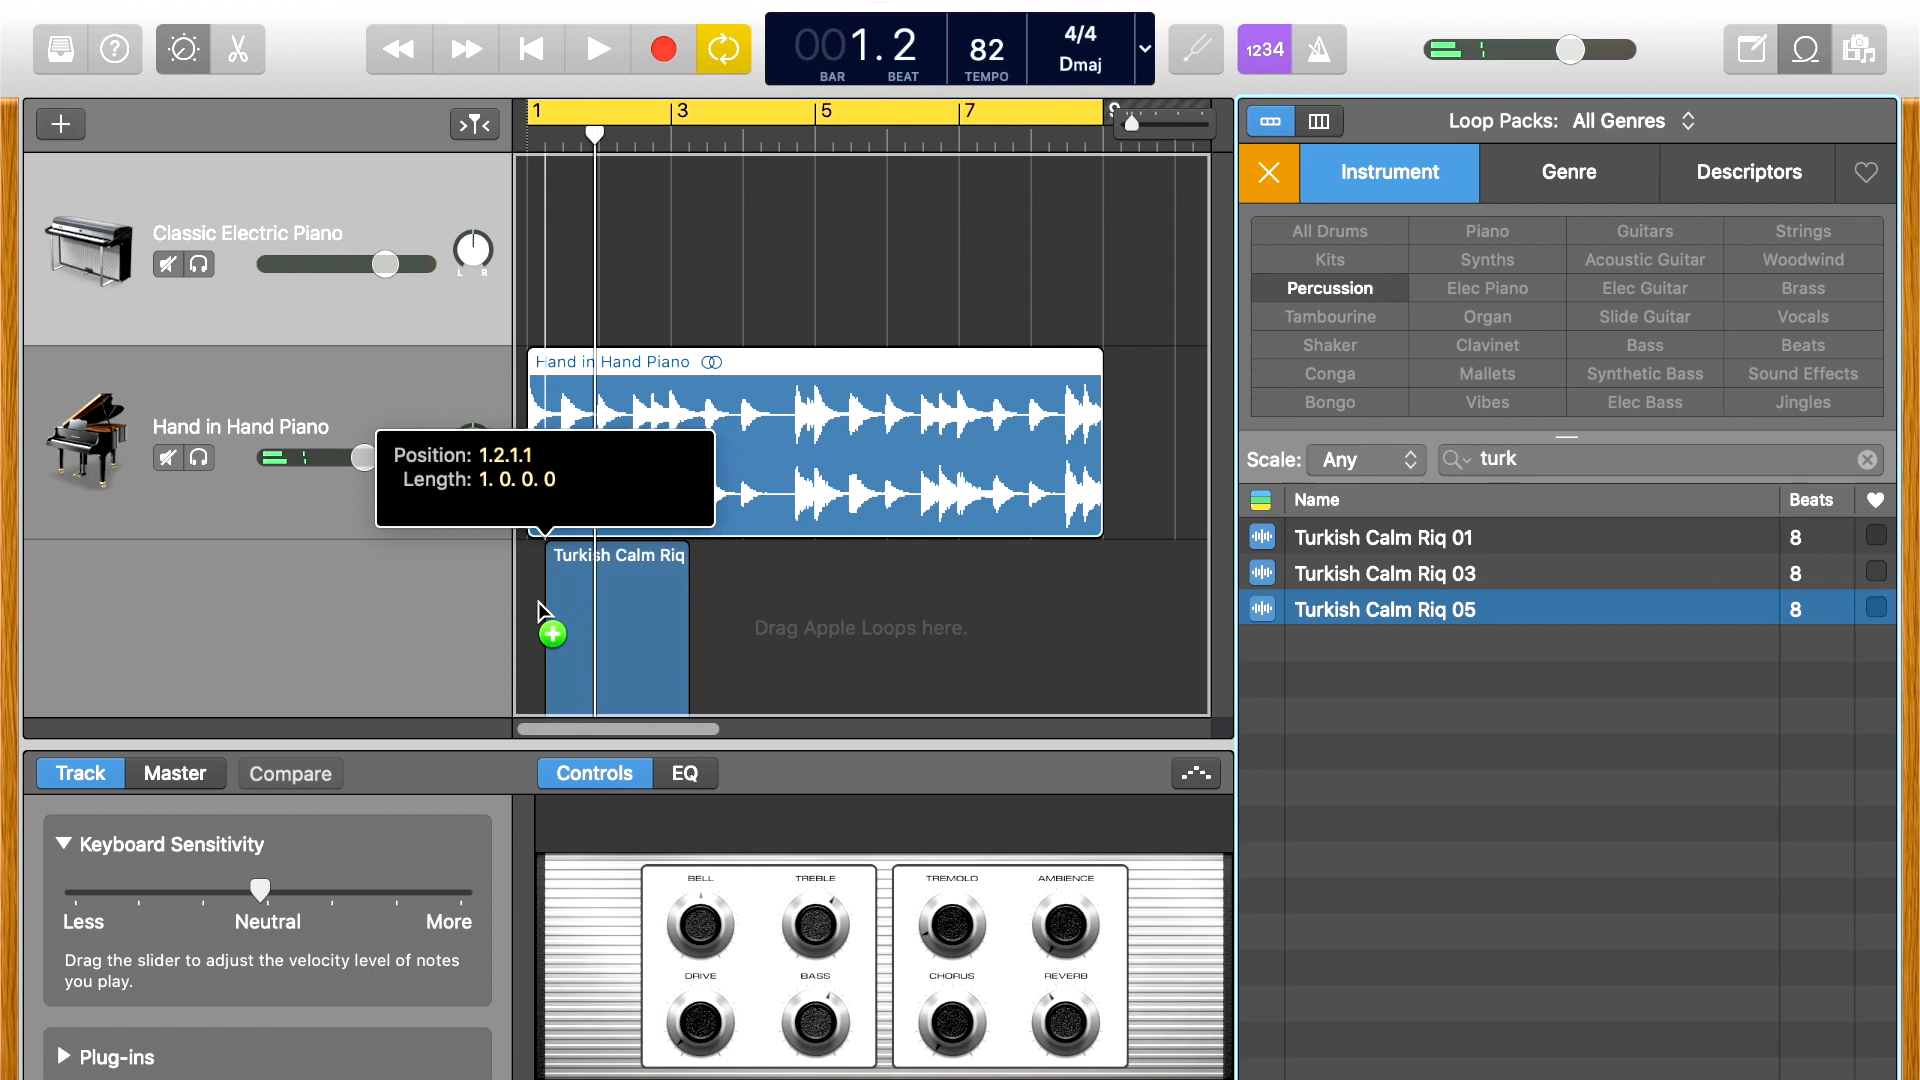 001. 2
BAR
BEAT
82
TEMPO
4/4
Dmaj
1234
1
3
5
7
9
Loop Packs: All Genres
Instrument
Genre
Descriptors
All Drums
Piano
Guitars
Strings
Kits
Synths
Acoustic Guitar
Woodwind
Percussion
Elec Piano
Elec Guitar
Brass
Tambourine
Organ
Slide Guitar
Vocals
Shaker
Clavinet
Bass
Beats
Conga
Mallets
Synthetic Bass
Sound Effects
Bongo
Vibes
Elec Bass
Jingles
Scale: Any
turk
Name
Beats
Turkish Calm Riq 01
8
Turkish Calm Riq 03
8
Turkish Calm Riq 05
8
Classic Electric Piano
L R
Hand in Hand Piano
Hand in Hand Piano
Position: 1.2.1.1
Length: 1. 0. 0. 0
Turkish Calm Riq
Drag Apple Loops here.
Track
Master
Compare
Controls
EQ
Keyboard Sensitivity
Less
Neutral
More
Drag the slider to adjust the velocity level of notes
you play.
Plug-ins
BELL
TREBLE
TREMOLO
AMBIENCE
DRIVE
BASS
CHORUS
REVERB